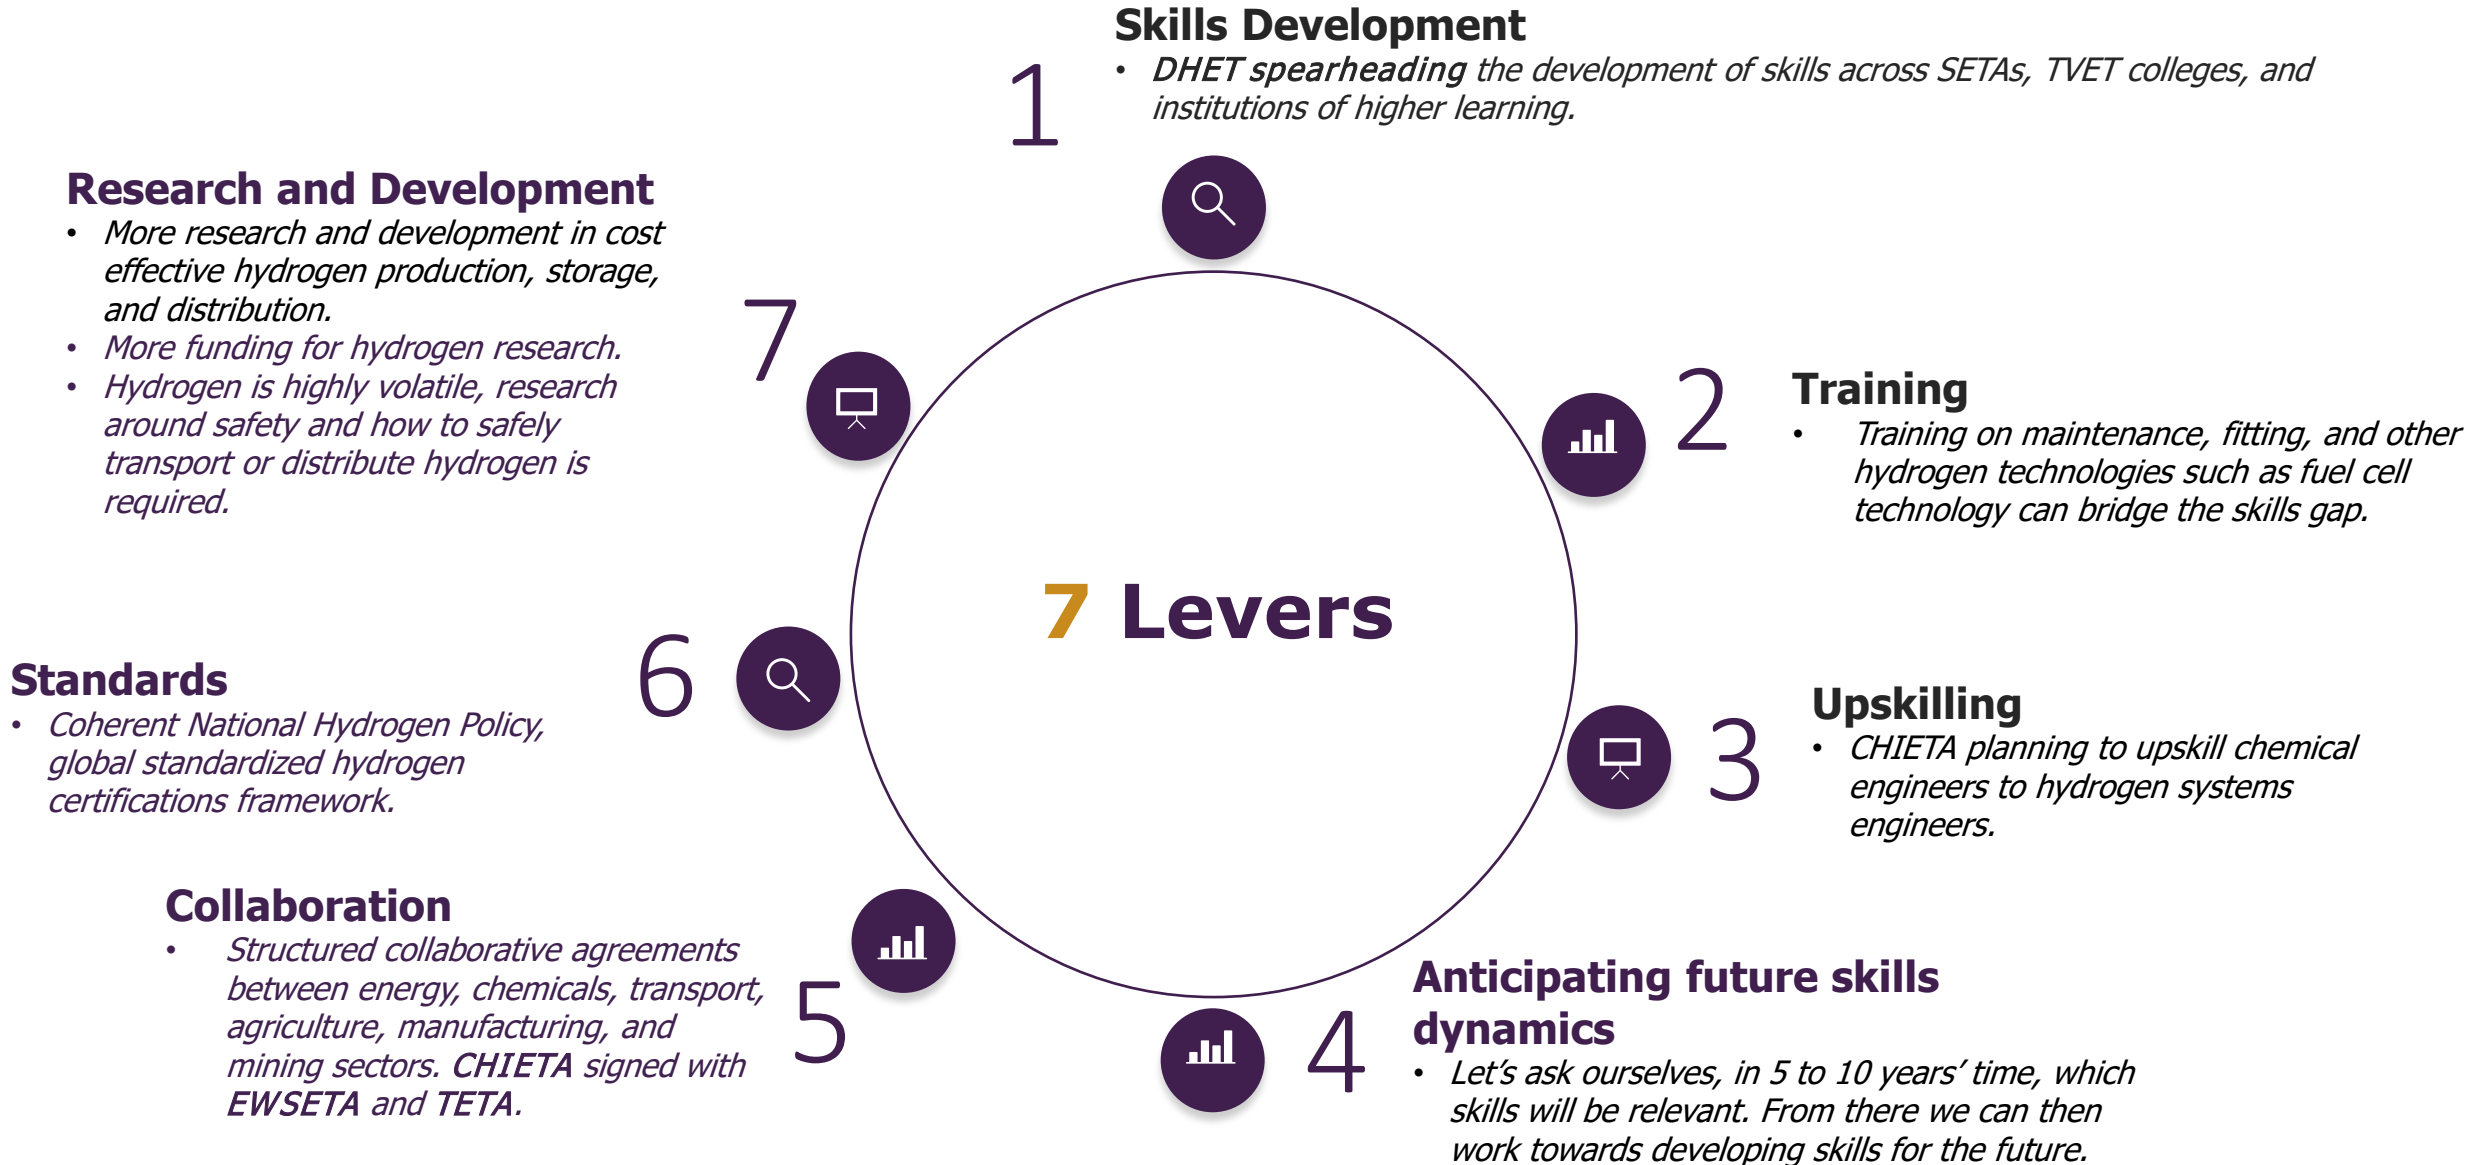 Skills Development
1
• DHET spearheading the development of skills across SETAs, TVET colleges, and
institutions of higher learning.
2
Training
• Training on maintenance, fitting, and other
hydrogen technologies such as fuel cell
technology can bridge the skills gap.
3
Upskilling
• CHIETA planning to upskill chemical
engineers to hydrogen systems
engineers.
4
Anticipating future skills
dynamics
• Let's ask ourselves, in 5 to 10 years' time, which
skills will be relevant. From there we can then
work towards developing skills for the future.
5
Collaboration
• Structured collaborative agreements
between energy, chemicals, transport,
agriculture, manufacturing, and
mining sectors. CHIETA signed with
EWSETA and TETA.
6
Standards
• Coherent National Hydrogen Policy,
global standardized hydrogen
certifications framework.
7
Research and Development
• More research and development in cost
effective hydrogen production, storage,
and distribution.
• More funding for hydrogen research.
• Hydrogen is highly volatile, research
around safety and how to safely
transport or distribute hydrogen is
required.
7 Levers